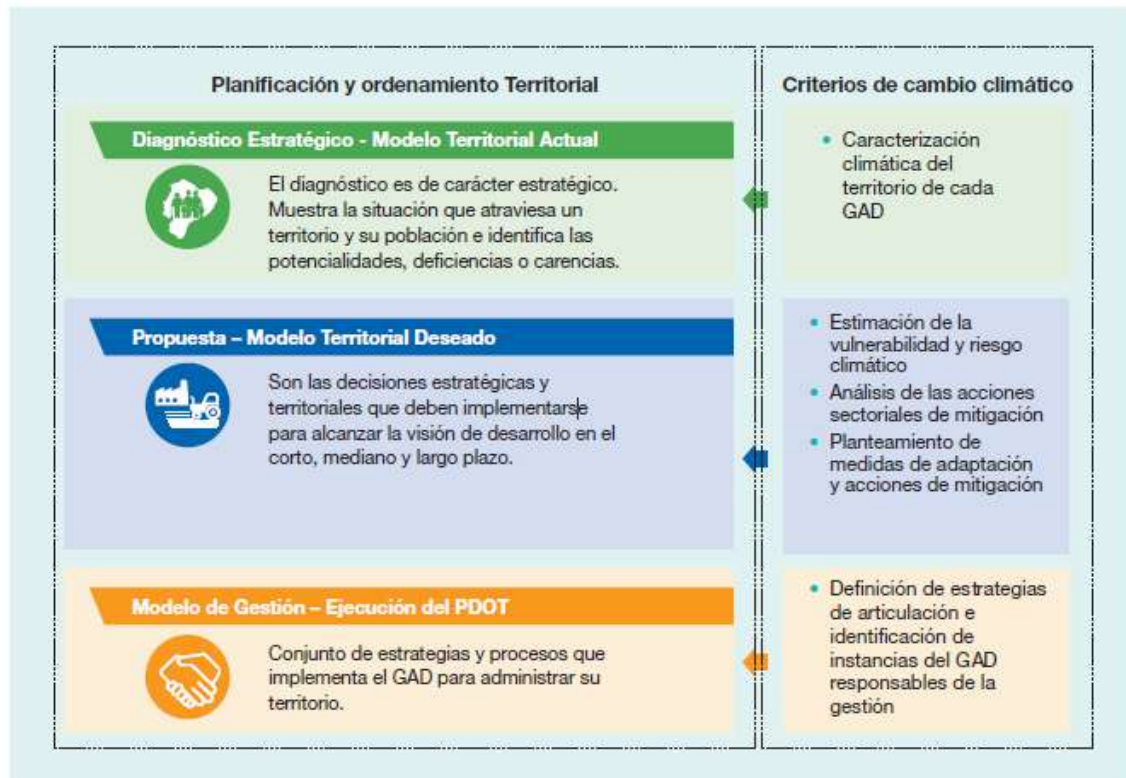 Planificación y ordenamiento Territorial
Criterios de cambio climático
Diagnóstico Estratégico - Modelo Territorial Actual
El diagnóstico es de carácter estratégico.
Muestra la situación que atraviesa un
territorio y su población e identifica las
potencialidades, deficiencias o carencias.
• Caracterización
climática del
territorio de cada
GAD
Propuesta – Modelo Territorial Deseado
Son las decisiones estratégicas y
territoriales que deben implementarse
para alcanzar la visión de desarrollo en el
corto, mediano y largo plazo.
• Estimación de la
vulnerabilidad y riesgo
climático
• Análisis de las acciones
sectoriales de mitigación
• Planteamiento de
medidas de adaptación
y acciones de mitigación
Modelo de Gestión – Ejecución del PDOT
Conjunto de estrategias y procesos que
implementa el GAD para administrar su
territorio.
• Definición de estrategias
de articulación e
identificación de
instancias del GAD
responsables de la
gestión